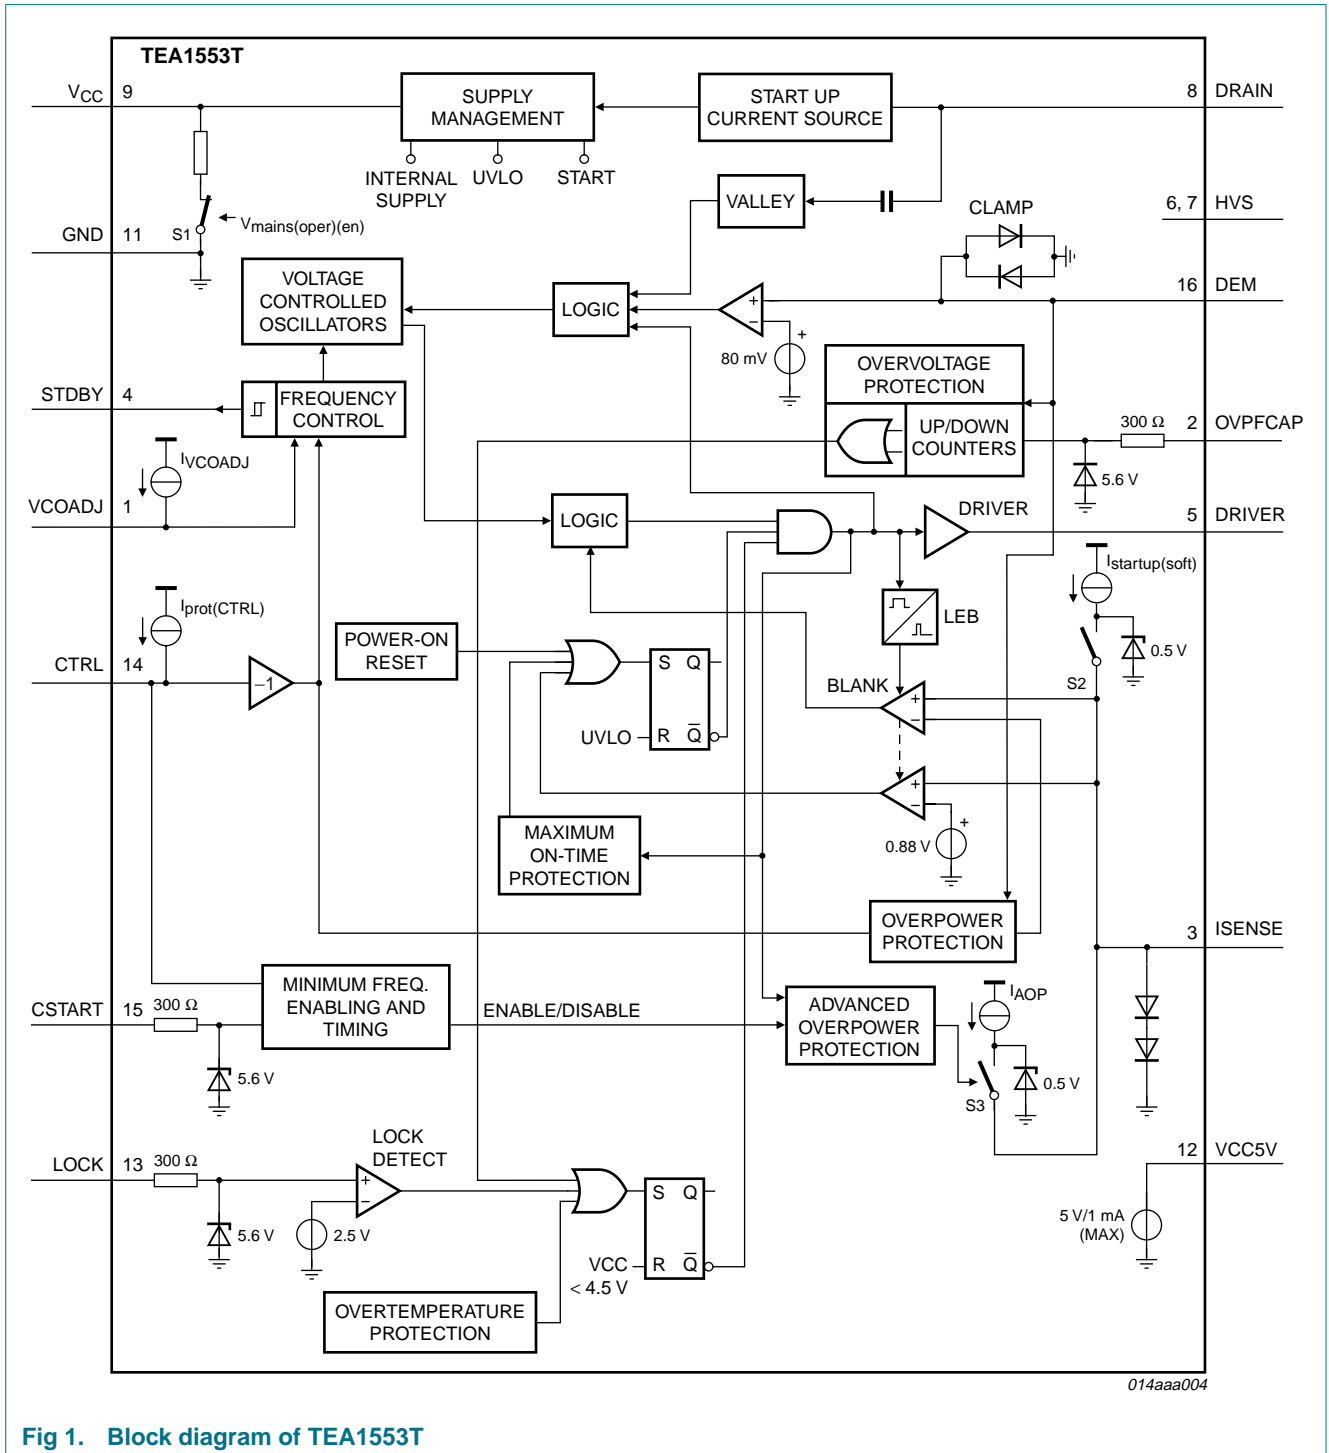 TEA1553T
VCC 9
SUPPLY
MANAGEMENT
START UP
CURRENT SOURCE
8 DRAIN
INTERNAL
SUPPLY
UVLO
START
VALLEY
6, 7 HVS
CLAMP
S1
Vmains(oper)(en)
GND 11
VOLTAGE
CONTROLLED
OSCILLATORS
LOGIC
+
−
16 DEM
80 mV
+
OVERVOLTAGE
PROTECTION
STDBY 4
FREQUENCY
CONTROL
UP/DOWN
COUNTERS
300 Ω
2 OVPFCAP
5.6 V
IVCOADJ
VCOADJ 1
LOGIC
DRIVER
5 DRIVER
Istartup(soft)
LEB
0.5 V
S2
Iprot(CTRL)
CTRL 14
−1
POWER-ON
RESET
S Q
UVLO
R Q
BLANK
+
−
+
−
0.88 V
+
MAXIMUM
ON-TIME
PROTECTION
OVERPOWER
PROTECTION
3 ISENSE
CSTART 15
300 Ω
MINIMUM FREQ.
ENABLING AND
TIMING
ENABLE/DISABLE
ADVANCED
OVERPOWER
PROTECTION
IAOP
0.5 V
S3
5.6 V
LOCK 13
300 Ω
LOCK
DETECT
+
−
5.6 V
2.5 V
S Q
VCC
< 4.5 V
R Q
12 VCC5V
5 V/1 mA
(MAX)
OVERTEMPERATURE
PROTECTION
014aaa004
Fig 1. Block diagram of TEA1553T